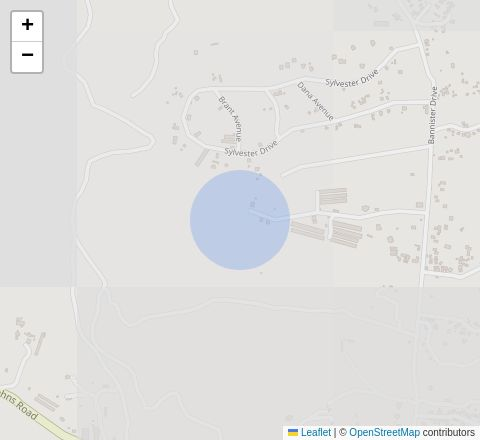 +
−
Sylvester Drive
Dana Avenue
Brant Avenue
Bannister Drive
Sylvester Drive
hns Road
Leaflet | © OpenStreetMap contributors